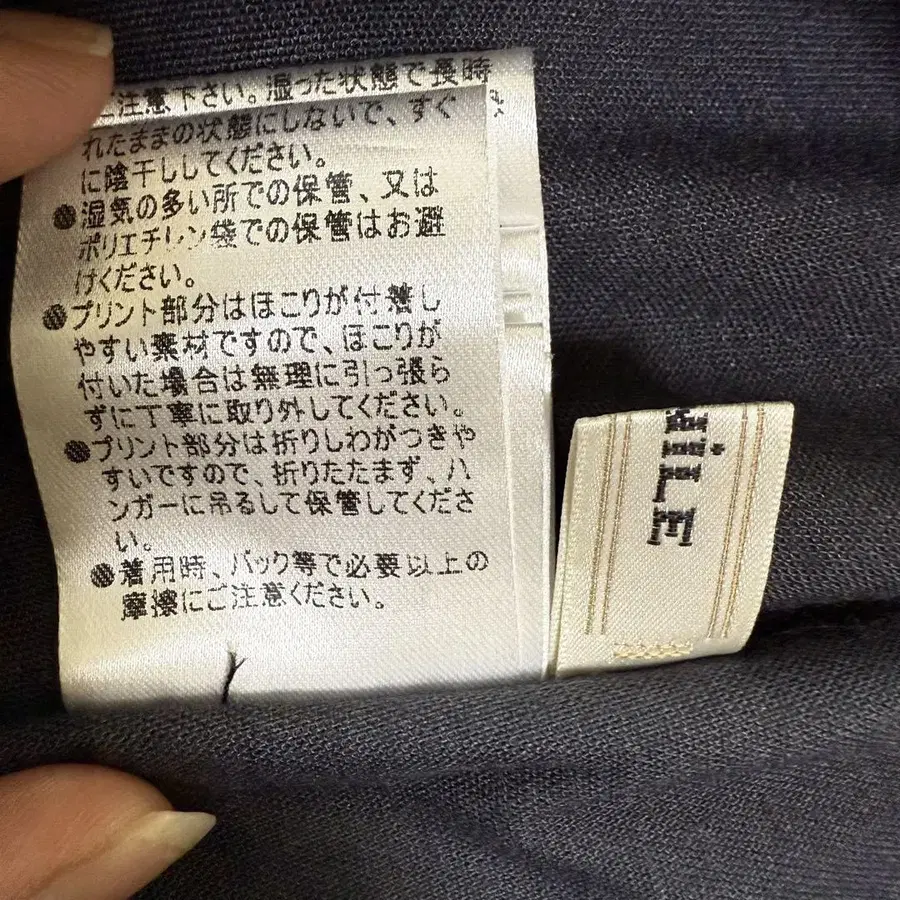 ご注意下さい。湿った状態で長時
れたままの状態にしないで、すぐ
に陰干ししてください。
●湿気の多い所での保管、又は
ポリエチレン袋での保管はお避
けください。
●プリント部分はほこりが付着し
やすい素材ですので、ほこりが
付いた場合は無理に引っ張ら
ずに丁寧に取り外してください。
●プリント部分は折りしわがつきや
すいですので、折りたたまず、ハ
ンガーに吊るして保管してくださ
い。
●着用時、バック等で必要以上の
摩擦にご注意ください。